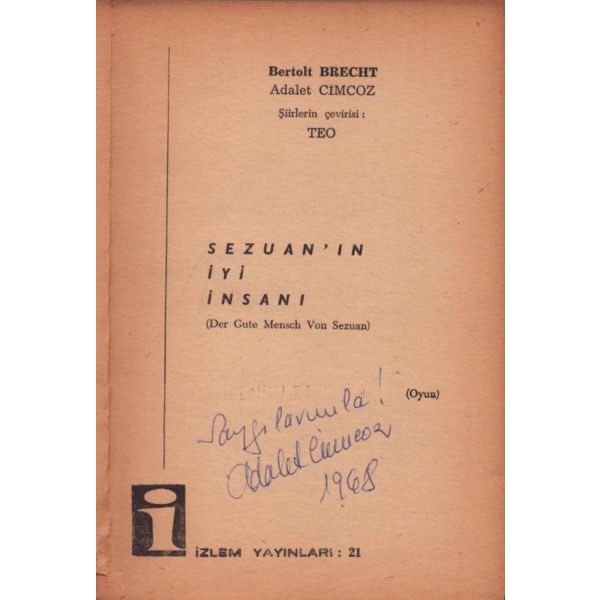 Bertolt BRECHT
Adalet CİMCOZ
Şiirlerin çevirisi :
TEO
SEZUAN'IN
İYİ
İNSANI
(Der Gute Mensch Von Sezuan)
(Oyun)
Saygılarımla!
Adalet Cimcoz
1968
i
İZLEM YAYINLARI : 21